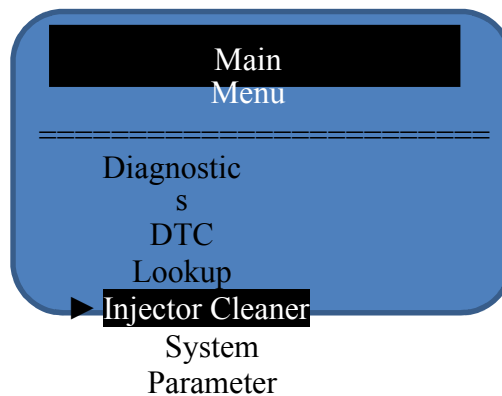 Main
Menu
===========================
Diagnostic
s
DTC
Lookup
► Injector Cleaner
System
Parameter